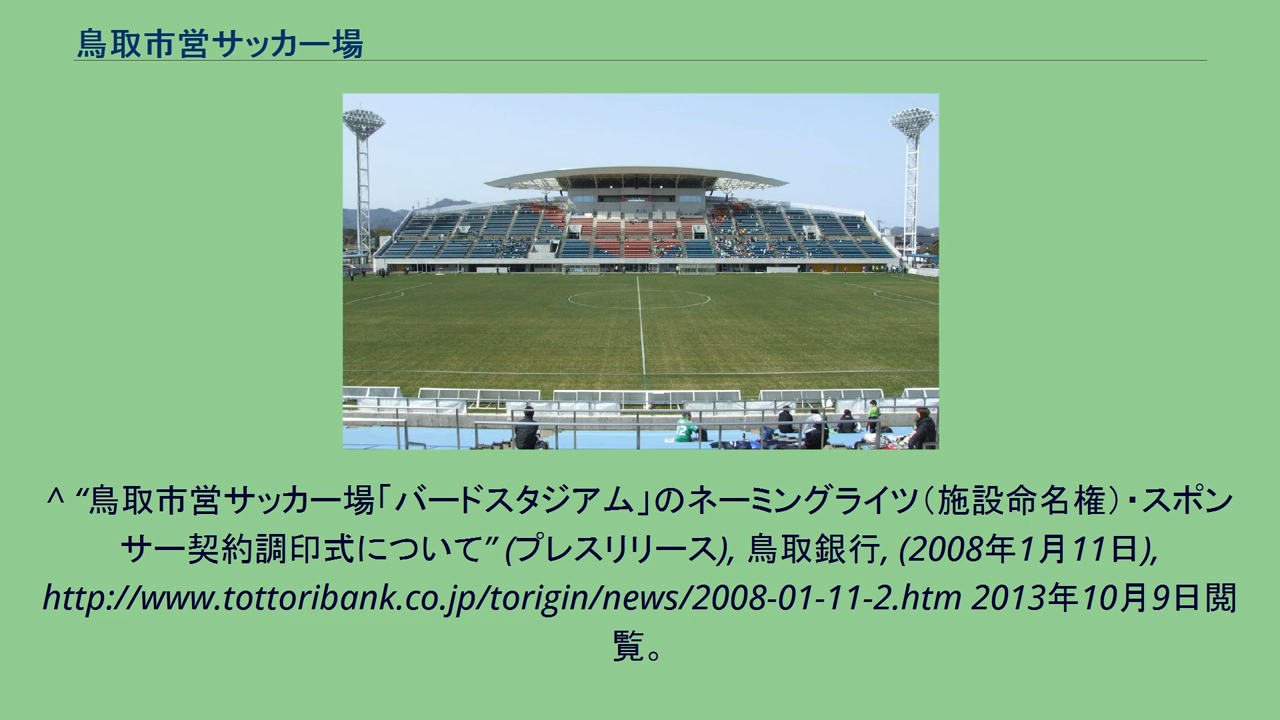 鳥取市営サッカー場
^ “鳥取市営サッカー場「バードスタジアム」のネーミングライツ（施設命名権）・スポン
サー契約調印式について” (プレスリリース), 鳥取銀行, (2008年1月11日),
http://www.tottoribank.co.jp/torigin/news/2008-01-11-2.htm 2013年10月9日閲
覧。